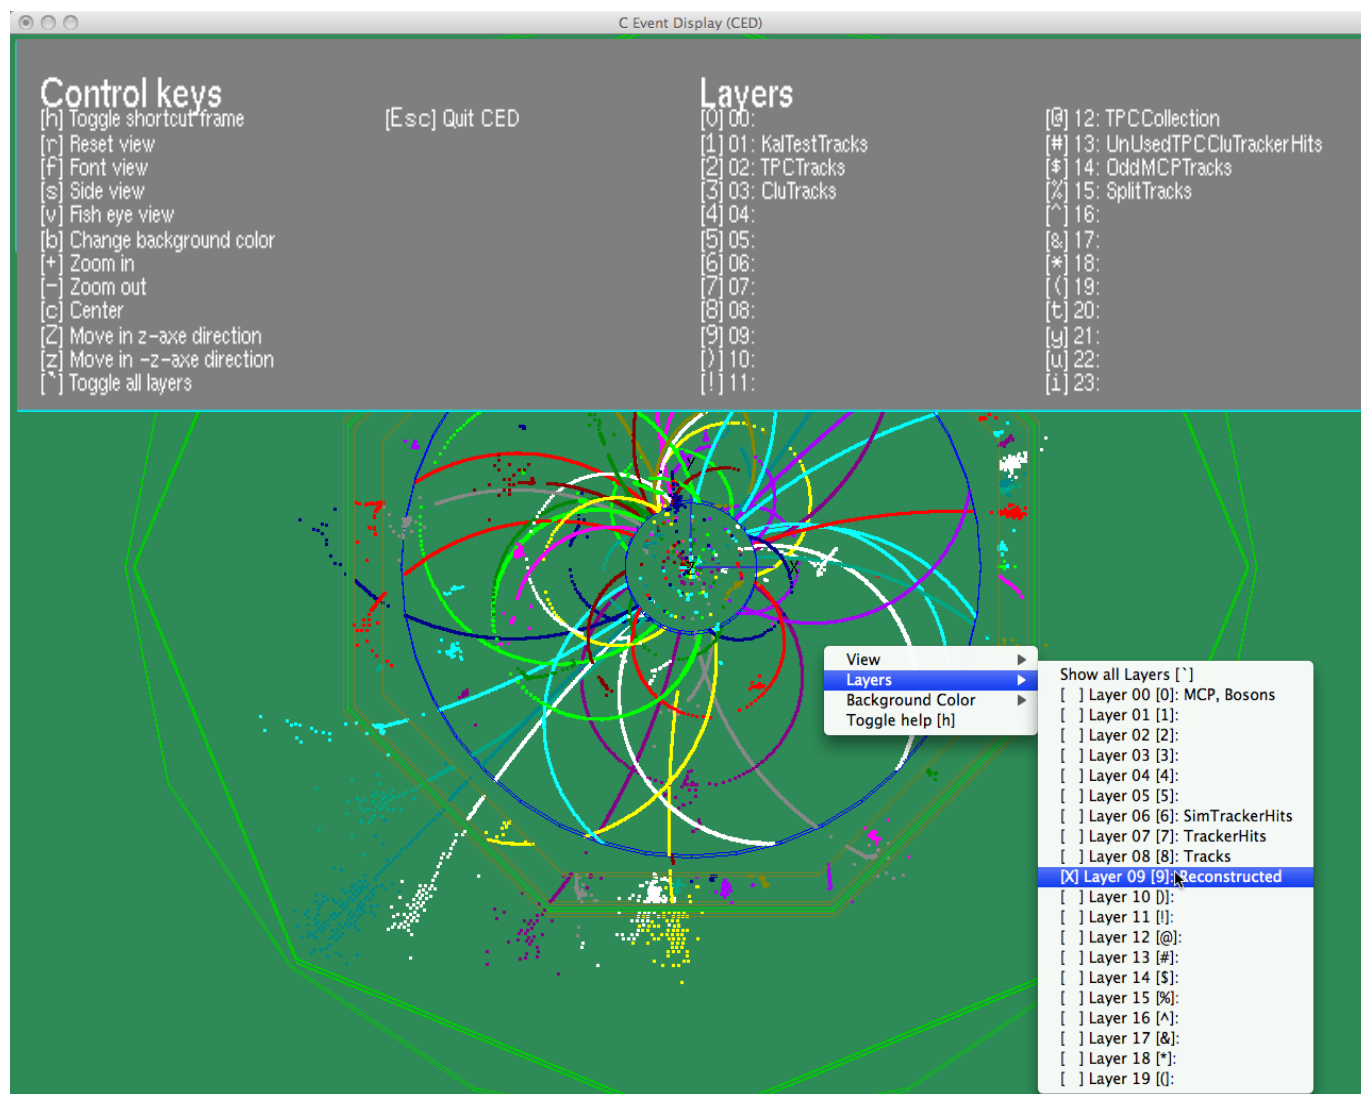 C Event Display (CED)
Control keys
[h] Toggle shortcut frame
[r] Reset view
[f] Font view
[s] Side view
[v] Fish eye view
[b] Change background color
[+] Zoom in
[-] Zoom out
[c] Center
[Z] Move in z-axe direction
[z] Move in -z-axe direction
[`] Toggle all layers
[Esc] Quit CED
Layers
[0] 00:
[1] 01: KalTestTracks
[2] 02: TPCTracks
[3] 03: CluTracks
[4] 04:
[5] 05:
[6] 06:
[7] 07:
[8] 08:
[9] 09:
[)] 10:
[!] 11:
[@] 12: TPCCollection
[#] 13: UnUsedTPCCluTrackerHits
[$] 14: OddMCPTracks
[%] 15: SplitTracks
[^] 16:
[&] 17:
[*] 18:
[(] 19:
[t] 20:
[y] 21:
[u] 22:
[i] 23:
Y
Z
X
View
Layers
Background Color
Toggle help [h]
Show all Layers [`]
[ ] Layer 00 [0]: MCP, Bosons
[ ] Layer 01 [1]:
[ ] Layer 02 [2]:
[ ] Layer 03 [3]:
[ ] Layer 04 [4]:
[ ] Layer 05 [5]:
[ ] Layer 06 [6]: SimTrackerHits
[ ] Layer 07 [7]: TrackerHits
[ ] Layer 08 [8]: Tracks
[X] Layer 09 [9]: Reconstructed
[ ] Layer 10 [)]:
[ ] Layer 11 [!]:
[ ] Layer 12 [@]:
[ ] Layer 13 [#]:
[ ] Layer 14 [$]:
[ ] Layer 15 [%]:
[ ] Layer 16 [^]:
[ ] Layer 17 [&]:
[ ] Layer 18 [*]:
[ ] Layer 19 [(]: